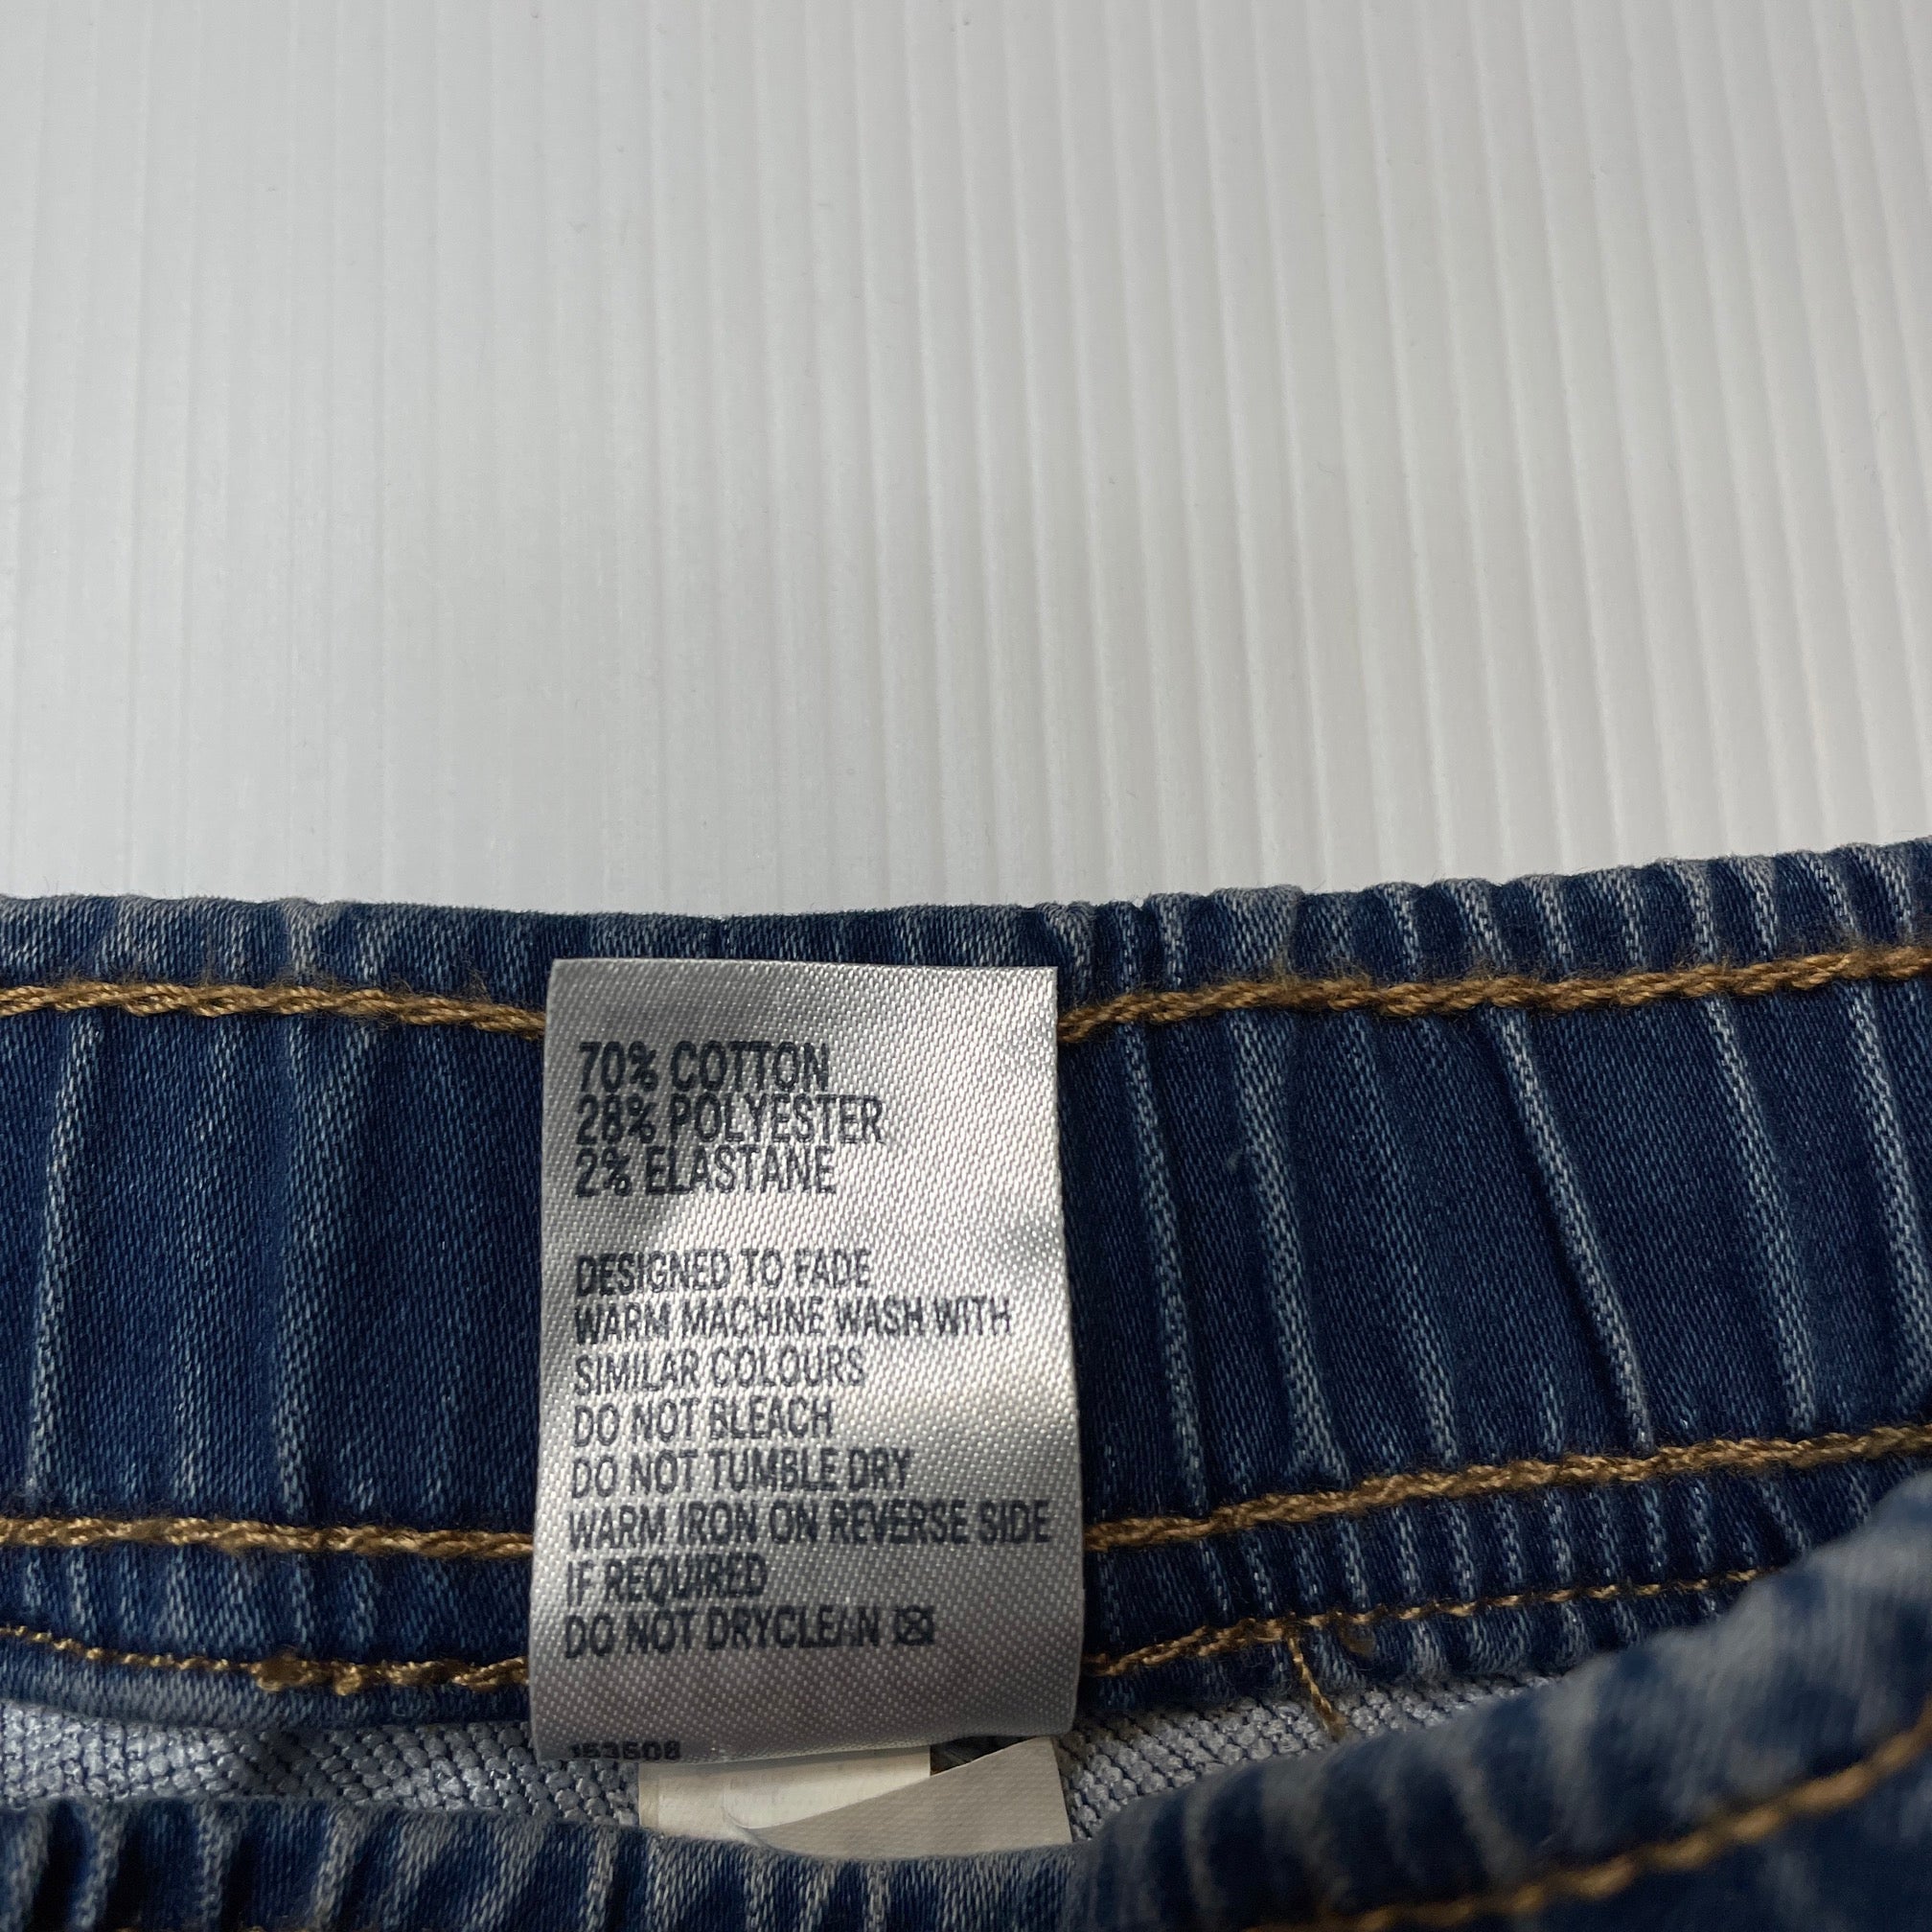 70% COTTON
28% POLYESTER
2% ELASTANE
DESIGNED TO FADE
WARM MACHINE WASH WITH
SIMILAR COLOURS
DO NOT BLEACH
DO NOT TUMBLE DRY
WARM IRON ON REVERSE SIDE
IF REQUIRED
DO NOT DRYCLEAN